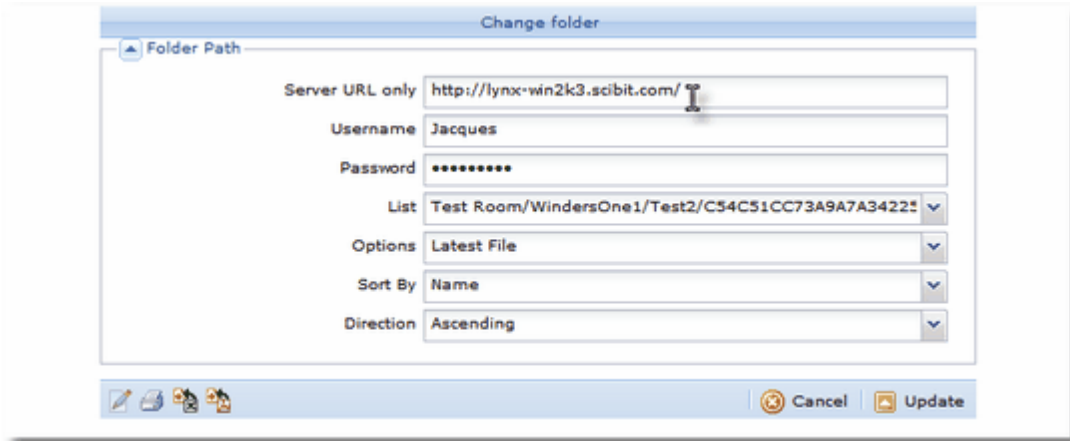 Change folder
Folder Path
Server URL only http://lynx-win2k3.scibit.com/
Username Jacques
Password •••••••••
List Test Room/WindersOne1/Test2/C54C51CC73A9A7A34225
Options Latest File
Sort By Name
Direction Ascending
Cancel Update